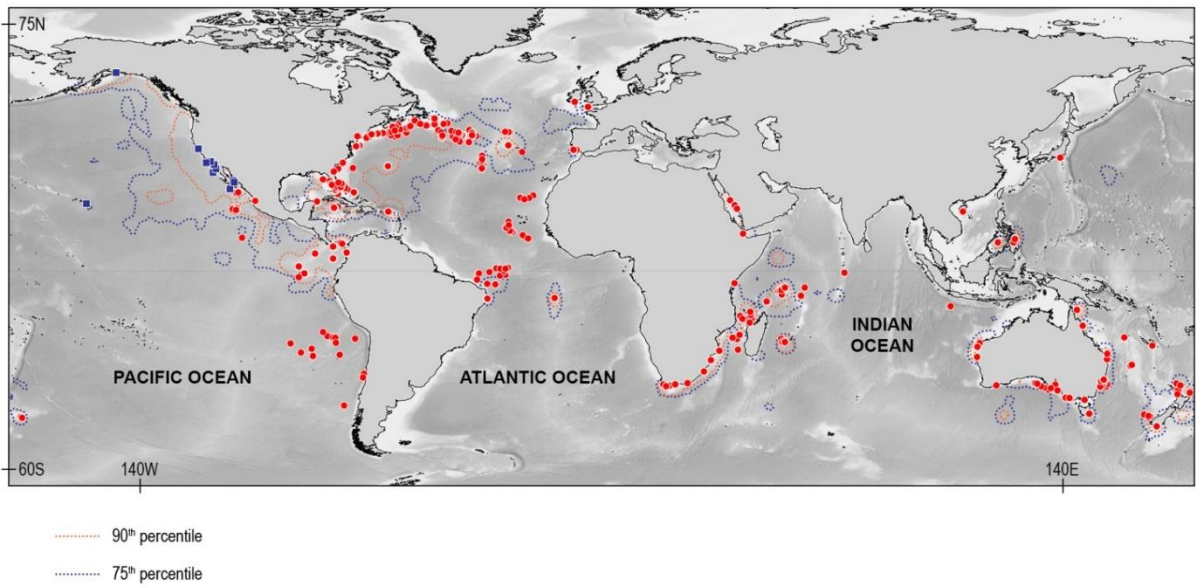 75N
INDIAN
OCEAN
PACIFIC OCEAN
ATLANTIC OCEAN
60S
140W
140E
90th percentile
75th percentile